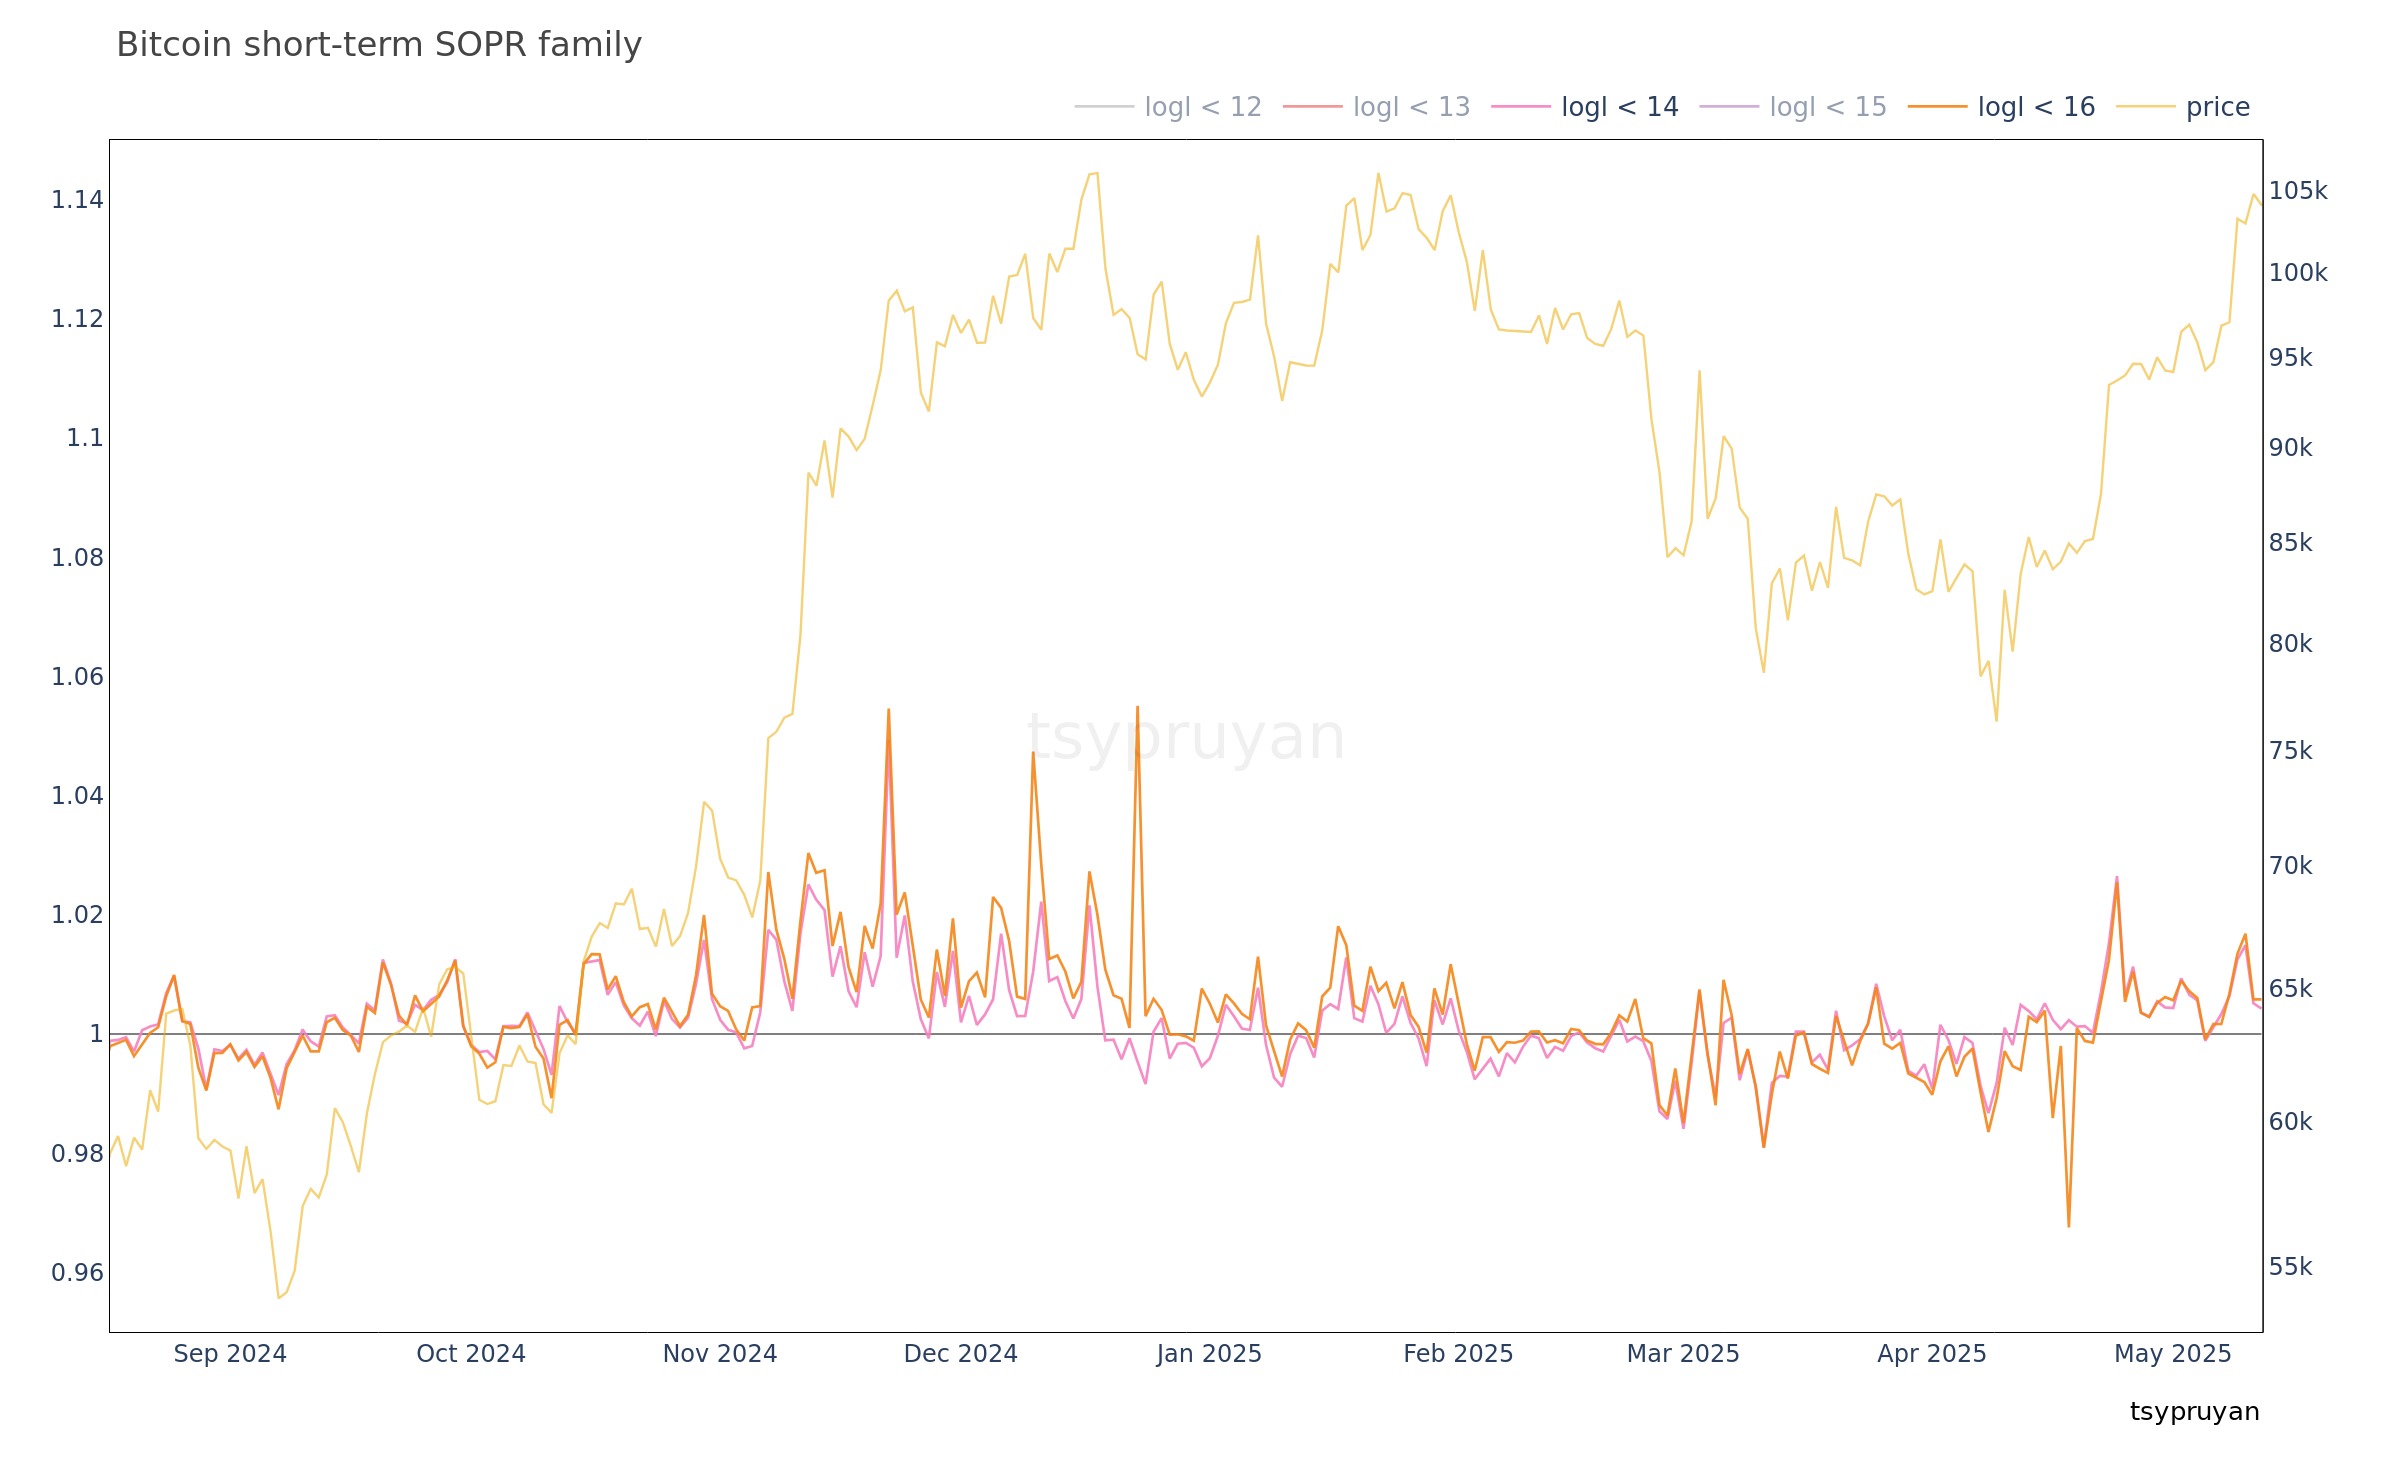 Bitcoin short-term SOPR family
logl < 12 logl < 13 logl < 14 logl < 15 logl < 16 price
1.14
1.12
1.1
1.08
1.06
1.04
1.02
1
0.98
0.96
105k
100k
95k
90k
85k
80k
75k
70k
65k
60k
55k
tsypruyan
Sep 2024 Oct 2024 Nov 2024 Dec 2024 Jan 2025 Feb 2025 Mar 2025 Apr 2025 May 2025
tsypruyan